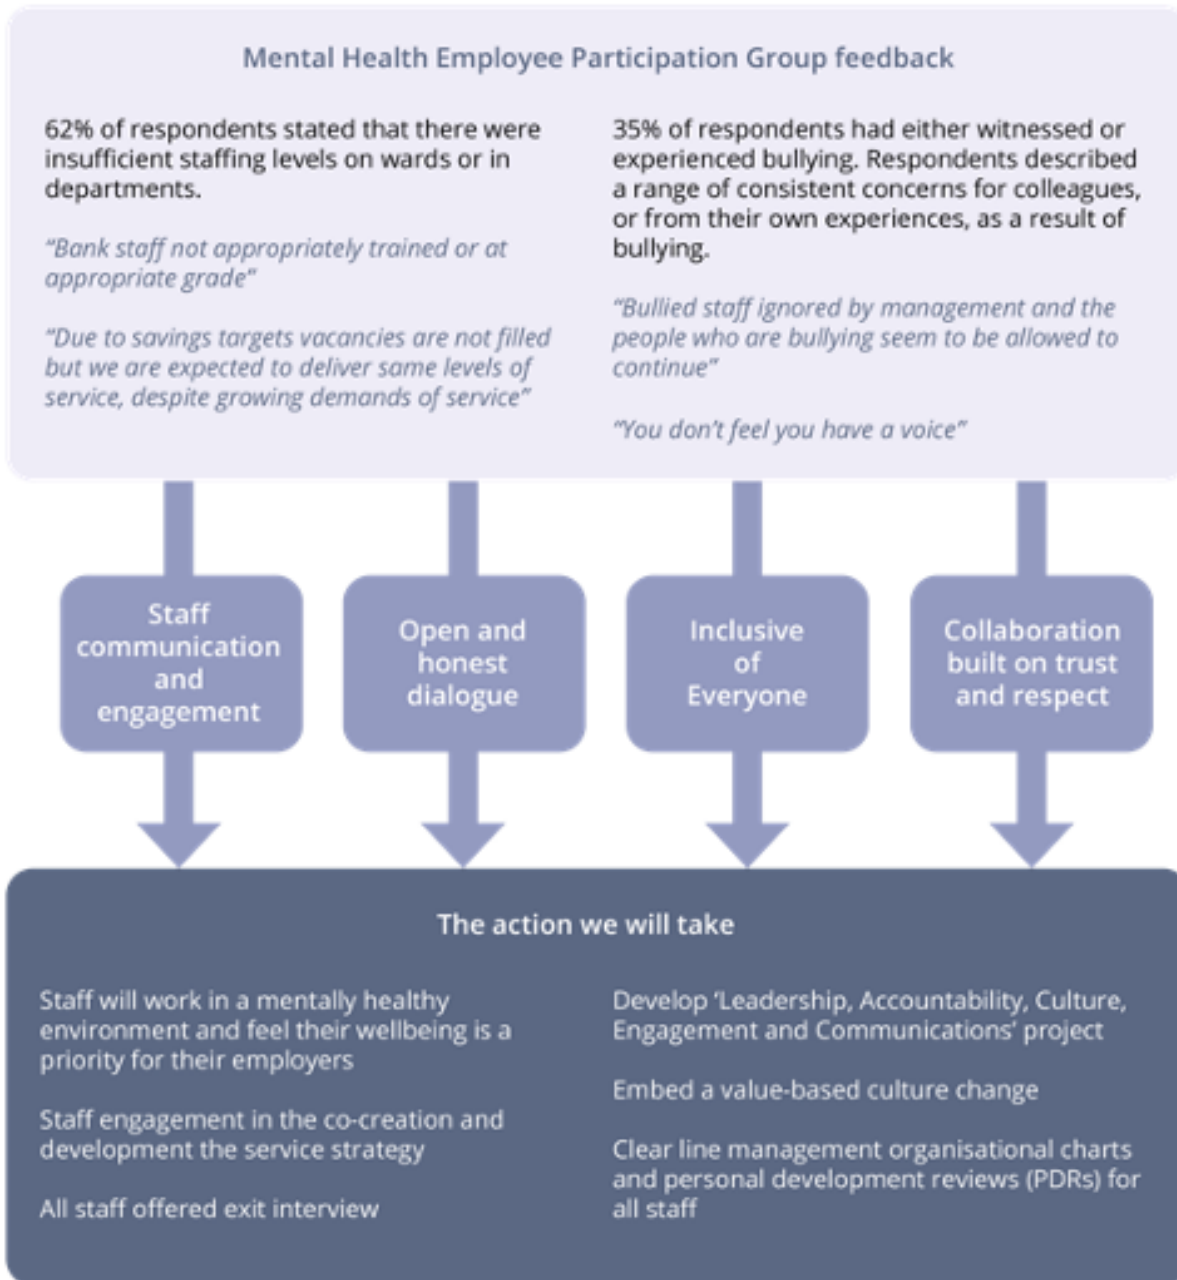 Mental Health Employee Participation Group feedback
62% of respondents stated that there were
insufficient staffing levels on wards or in
departments.
“Bank staff not appropriately trained or at
appropriate grade”
“Due to savings targets vacancies are not filled
but we are expected to deliver same levels of
service, despite growing demands of service”
35% of respondents had either witnessed or
experienced bullying. Respondents described
a range of consistent concerns for colleagues,
or from their own experiences, as a result of
bullying.
“Bullied staff ignored by management and the
people who are bullying seem to be allowed to
continue”
“You don’t feel you have a voice”
Staff
communication
and
engagement
Open and
honest
dialogue
Inclusive
of
Everyone
Collaboration
built on trust
and respect
The action we will take
Staff will work in a mentally healthy
environment and feel their wellbeing is a
priority for their employers
Staff engagement in the co-creation and
development the service strategy
All staff offered exit interview
Develop ‘Leadership, Accountability, Culture,
Engagement and Communications’ project
Embed a value-based culture change
Clear line management organisational charts
and personal development reviews (PDRs) for
all staff